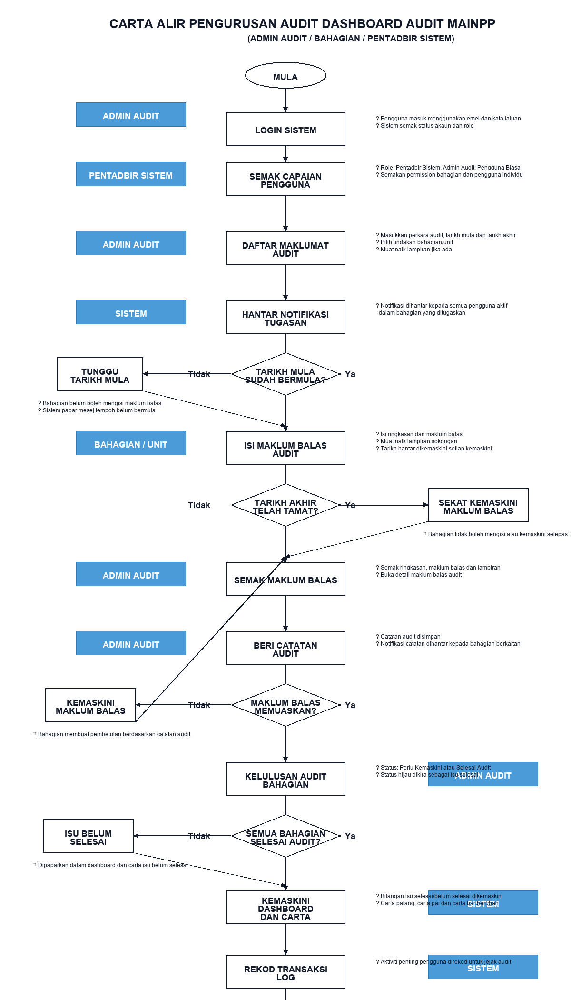 CARTA ALIR PENGURUSAN AUDIT DASHBOARD AUDIT MAINPP
(ADMIN AUDIT / BAHAGIAN / PENTADBIR SISTEM)
MULA
ADMIN AUDIT
LOGIN SISTEM
? Pengguna masuk menggunakan emel dan kata laluan
? Sistem semak status akaun dan role
PENTADBIR SISTEM
SEMAK CAPAIAN
PENGGUNA
? Role: Pentadbir Sistem, Admin Audit, Pengguna Biasa
? Semakan permission bahagian dan pengguna individu
ADMIN AUDIT
DAFTAR MAKLUMAT
AUDIT
? Masukkan perkara audit, tarikh mula dan tarikh akhir
? Pilih tindakan bahagian/unit
? Muat naik lampiran jika ada
SISTEM
HANTAR NOTIFIKASI
TUGASAN
? Notifikasi dihantar kepada semua pengguna aktif
dalam bahagian yang ditugaskan
TUNGGU
TARIKH MULA
Tidak
TARIKH MULA
SUDAH BERMULA?
Ya
? Bahagian belum boleh mengisi maklum balas
? Sistem papar mesej tempoh belum bermula
BAHAGIAN / UNIT
ISI MAKLUM BALAS
AUDIT
? Isi ringkasan dan maklum balas
? Muat naik lampiran sokongan
? Tarikh hantar dikemaskini setiap kemaskini
Tidak
TARIKH AKHIR
TELAH TAMAT?
Ya
SEKAT KEMASKINI
MAKLUM BALAS
? Bahagian tidak boleh mengisi atau kemaskini selepas
ADMIN AUDIT
SEMAK MAKLUM BALAS
? Semak ringkasan, maklum balas dan lampiran
? Buka detail maklum balas audit
ADMIN AUDIT
BERI CATATAN
AUDIT
? Catatan audit disimpan
? Notifikasi catatan dihantar kepada bahagian berkaitan
KEMASKINI
MAKLUM BALAS
Tidak
MAKLUM BALAS
MEMUASKAN?
Ya
? Bahagian membuat pembetulan berdasarkan catatan audit
KELULUSAN AUDIT
BAHAGIAN
? Status: Perlu Kemaskini atau Selesai Audit
? Status hijau dikira sebagai isu selesai
ADMIN AUDIT
ISU BELUM
SELESAI
Tidak
SEMUA BAHAGIAN
SELESAI AUDIT?
Ya
? Dipaparkan dalam dashboard dan carta isu belum selesai
KEMASKINI
DASHBOARD
DAN CARTA
? Bilangan isu selesai/belum selesai dikemaskini
? Carta palang, carta pai dan carta bar berubah
SISTEM
REKOD TRANSAKSI
LOG
? Aktiviti penting pengguna direkod untuk jejak audit
SISTEM